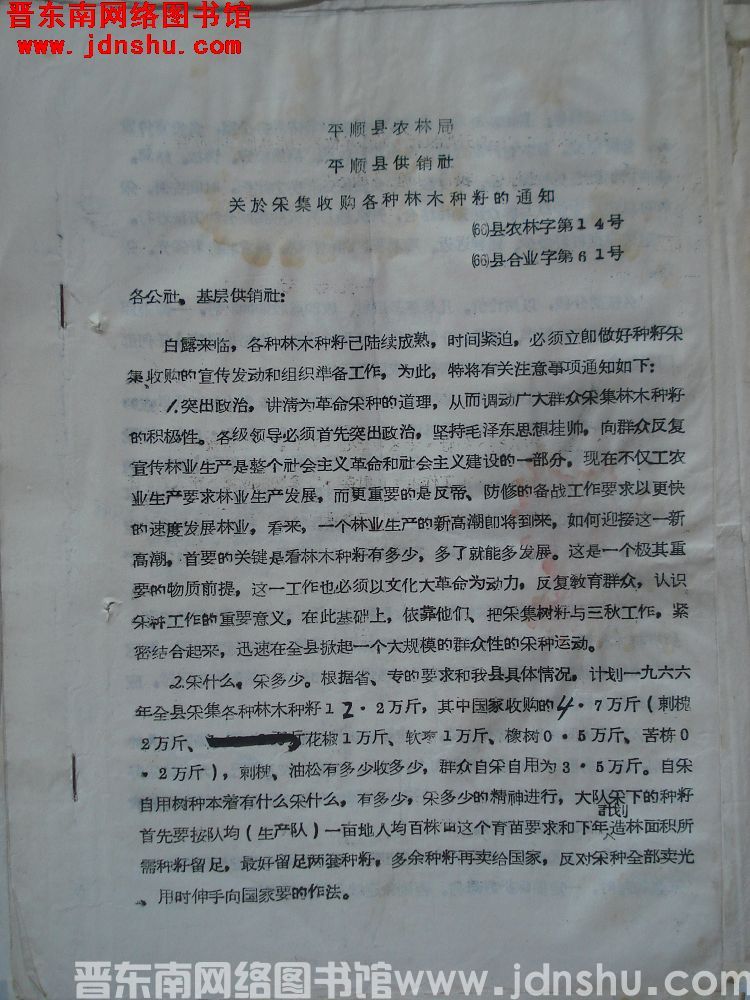 晋东南网络图书馆
www.jdnshu.com
平顺县农林局
平顺县供销社
关於采集收购各种林木种籽的通知
(66)县农林字第14号
(66)县合业字第61号
各公社。基层供销社:
白露来临,各种林木种籽已陆续成熟,时间紧迫,必须立即做好种籽采
集收购的宣传发动和组织准备工作,为此,特将有关注意事项通知如下:
1.突出政治,讲清为革命采种的道理,从而调动广大群众采集林木种籽
的积极性。各级领导必须首先突出政治,坚持毛泽东思想挂帅,向群众反复
宣传林业生产是整个社会主义革命和社会主义建设的一部分,现在不仅工农
业生产要求林业生产发展,而更重要的是反帝、防修的备战工作要求以更快
的速度发展林业,看来,一个林业生产的新高潮即将到来,如何迎接这一新
高潮,首要的关键是看林木种籽有多少,多了就能多发展。这是一个极其重
要的物质前提,这一工作也必须以文化大革命为动力,反复教育群众,认识
采种工作的重要意义,在此基础上,依靠他们、把采集树籽与三秋工作,紧
密结合起来,迅速在全县掀起一个大规模的群众性的采种运动。
2.采什么,采多少。根据省、专的要求和我县具体情况,计划一九六六
年全县采集各种林木种籽12·2万斤,其中国家收购的4·7万斤(刺槐
2万斤、花椒1万斤、软枣1万斤、橡树0·5万斤、苦栋0
·2万斤),刺槐、油松有多少收多少,群众自采自用为3·5万斤。自采
自用树种本着有什么采什么,有多少,采多少的精神进行,大队采下的种籽
首先要按队均(生产队)一亩地人均百株由这个育苗要求和下年计划造林面积所
需种籽留足,最好留足两套种籽,多余种籽再卖给国家,反对采种全部卖光
、用时伸手向国家要的作法。
晋东南网络图书馆www.jdnshu.com